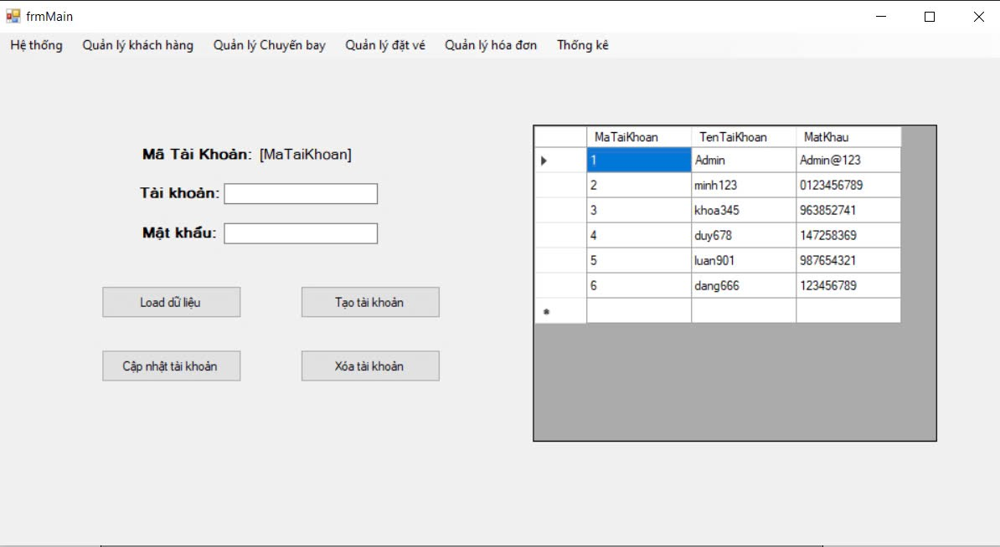 frmMain
Hệ thống Quản lý khách hàng Quản lý Chuyến bay Quản lý đặt vé Quản lý hóa đơn Thống kê
Mã Tài Khoản: [MaTaiKhoan]
Tài khoản:
Mật khẩu:
Load dữ liệu Tạo tài khoản
Cập nhật tài khoản Xóa tài khoản
MaTaiKhoan TenTaiKhoan MatKhau
1 Admin Admin@123
2 minh123 0123456789
3 khoa345 963852741
4 duy678 147258369
5 luan901 987654321
6 dang666 123456789